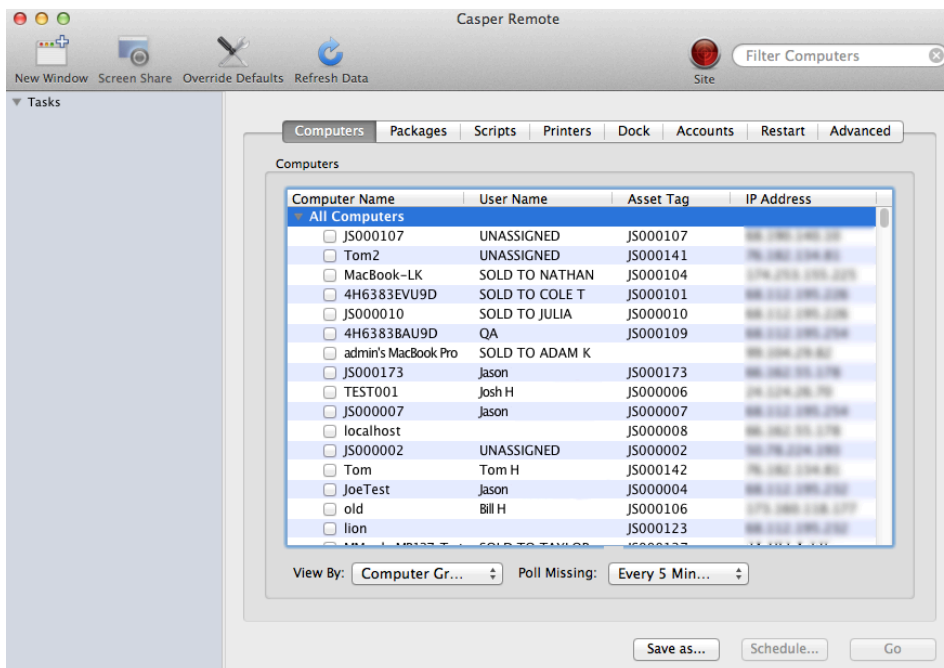 Casper Remote
New Window Screen Share Override Defaults Refresh Data Site Filter Computers
Tasks
Computers Packages Scripts Printers Dock Accounts Restart Advanced
Computers
Computer Name User Name Asset Tag IP Address
All Computers
JS000107 UNASSIGNED JS000107
Tom2 UNASSIGNED JS000141
MacBook-LK SOLD TO NATHAN JS000104
4H6383EVU9D SOLD TO COLE T JS000101
JS000010 SOLD TO JULIA JS000010
4H6383BAU9D QA JS000109
admin's MacBook Pro SOLD TO ADAM K
JS000173 Jason JS000173
TEST001 Josh H JS000006
JS000007 Jason JS000007
localhost JS000008
JS000002 UNASSIGNED JS000002
Tom Tom H JS000142
JoeTest Jason JS000004
old Bill H JS000106
lion JS000123
SOLD TO TAYLOR
View By: Computer Gr... Poll Missing: Every 5 Min...
Save as... Schedule... Go